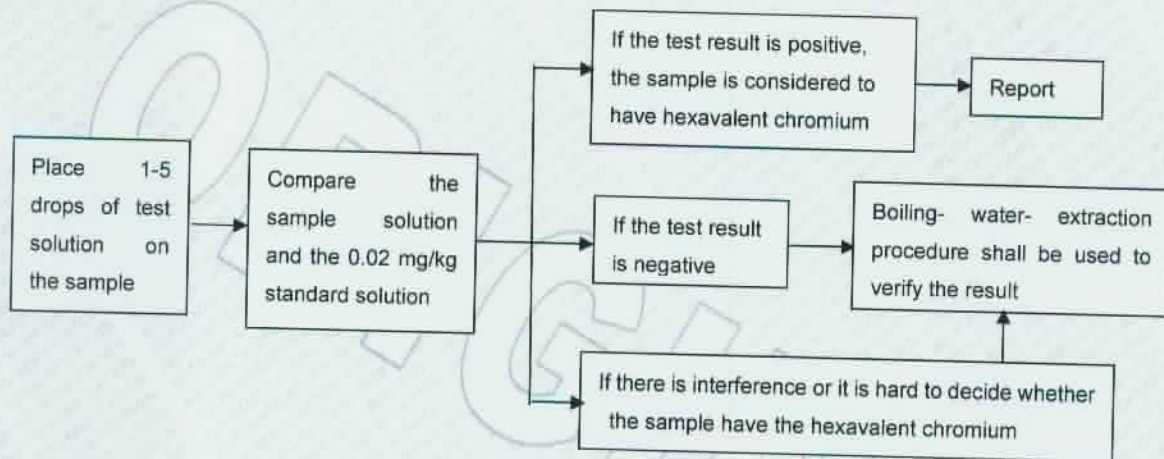 Place 1-5
drops of test
solution on
the sample
Compare the
sample solution
and the 0.02 mg/kg
standard solution
If the test result is positive,
the sample is considered to
have hexavalent chromium
Report
If the test result
is negative
Boiling- water- extraction
procedure shall be used to
verify the result
If there is interference or it is hard to decide whether
the sample have the hexavalent chromium